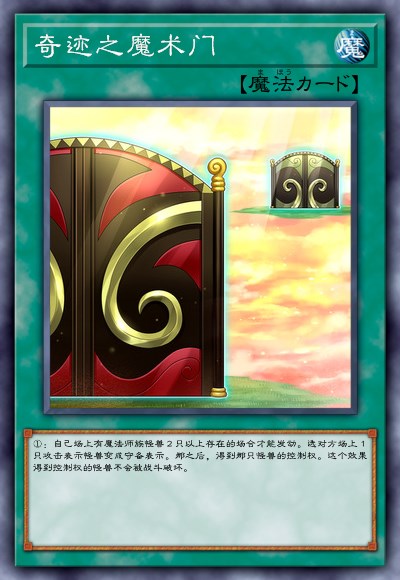 奇迹之魔术门
魔
【魔法カード】
まほう
①：自己场上有魔法师族怪兽２只以上存在的场合才能发动。选对方场上１
只攻击表示怪兽变成守备表示。那之后，得到那只怪兽的控制权。这个效果
得到控制权的怪兽不会被战斗破坏。